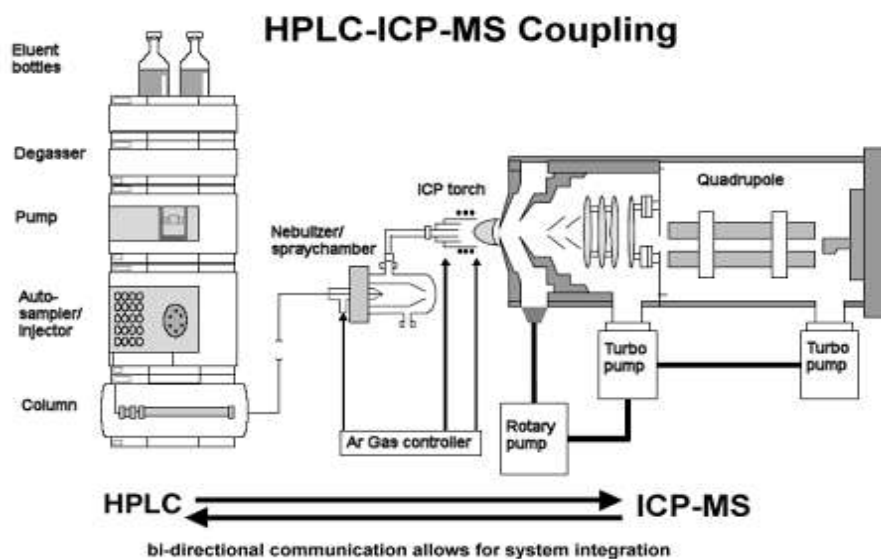 HPLC-ICP-MS Coupling
Eluent
bottles
Degasser
Pump
Auto-
sampler/
Injector
Column
Nebulizer/
spraychamber
ICP torch
Quadrupole
Ar Gas controller
Rotary
pump
Turbo
pump
Turbo
pump
HPLC
ICP-MS
bi-directional communication allows for system integration